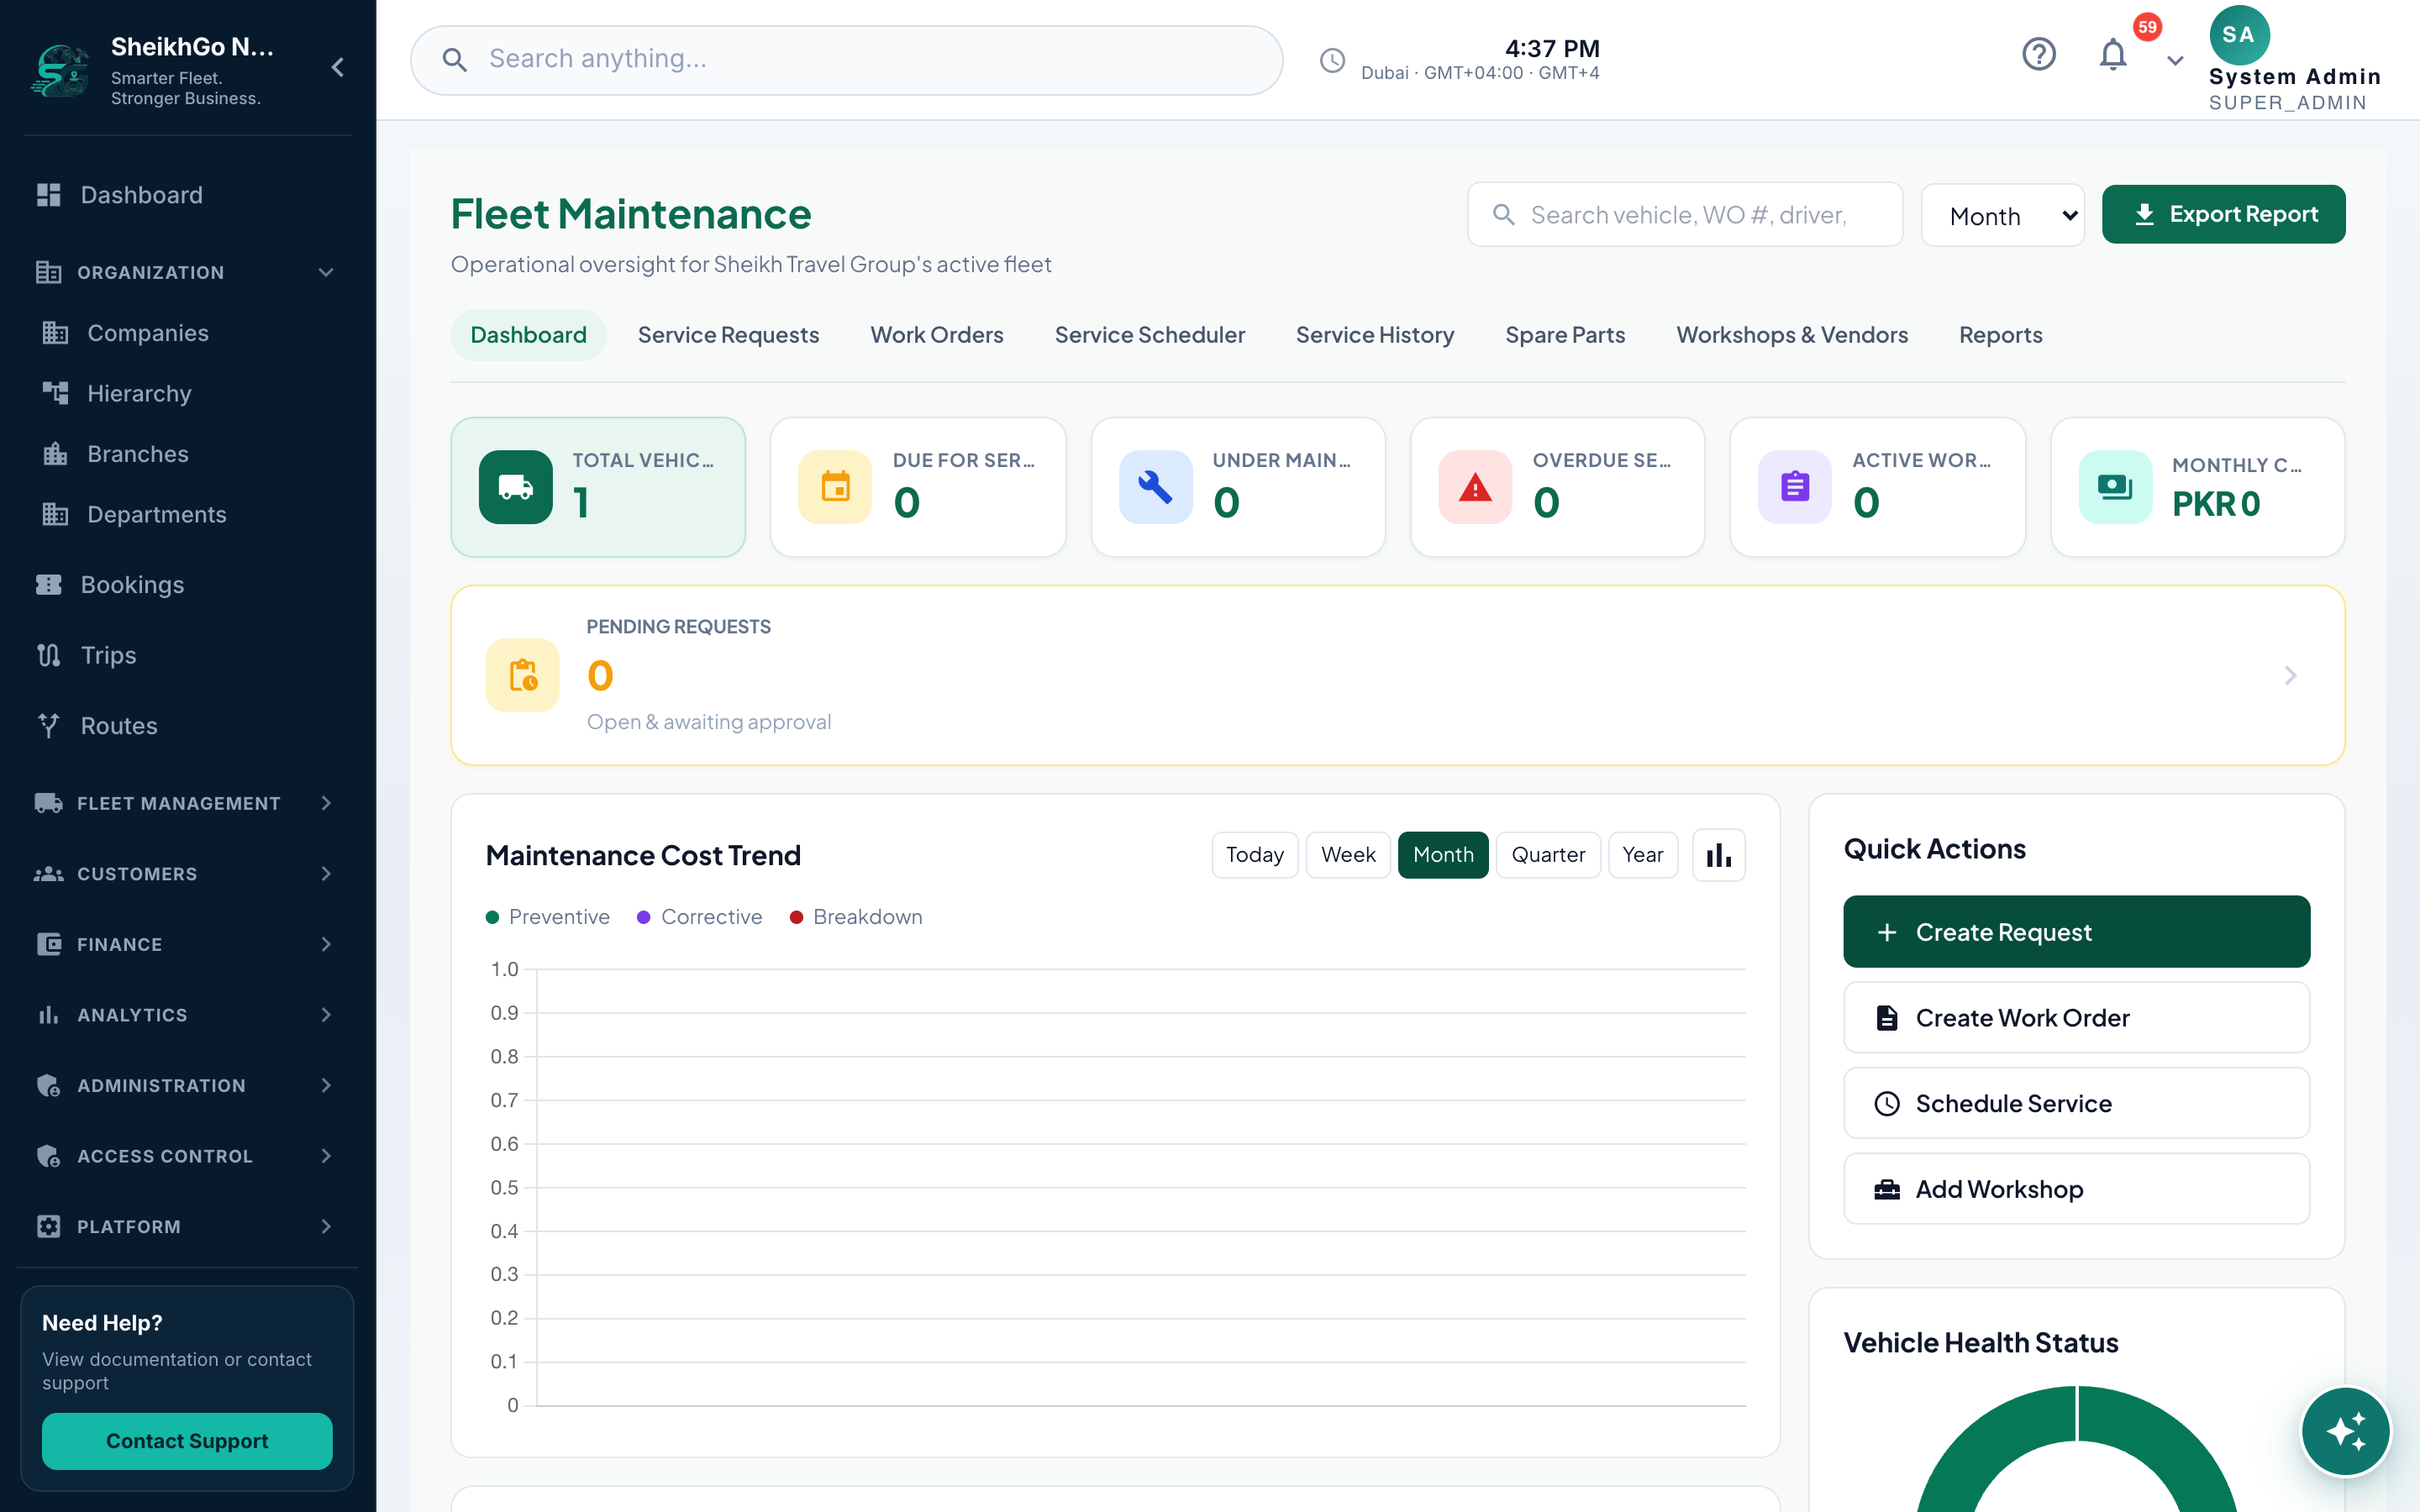 SheikhGo N...
Smarter Fleet.
Stronger Business.
Dashboard
ORGANIZATION
Companies
Hierarchy
Branches
Departments
Bookings
Trips
Routes
FLEET MANAGEMENT
CUSTOMERS
FINANCE
ANALYTICS
ADMINISTRATION
ACCESS CONTROL
PLATFORM
Need Help?
View documentation or contact
support
Contact Support
Search anything...
4:37 PM
Dubai · GMT+04:00 · GMT+4
59
SA
System Admin
SUPER_ADMIN
Fleet Maintenance
Operational oversight for Sheikh Travel Group's active fleet
Search vehicle, WO #, driver,
Month
Export Report
Dashboard
Service Requests
Work Orders
Service Scheduler
Service History
Spare Parts
Workshops & Vendors
Reports
TOTAL VEHIC...
1
DUE FOR SER...
0
UNDER MAIN...
0
OVERDUE SE...
0
ACTIVE WOR...
0
MONTHLY C...
PKR 0
PENDING REQUESTS
0
Open & awaiting approval
Maintenance Cost Trend
Today
Week
Month
Quarter
Year
Preventive
Corrective
Breakdown
1.0
0.9
0.8
0.7
0.6
0.5
0.4
0.3
0.2
0.1
0
Quick Actions
Create Request
Create Work Order
Schedule Service
Add Workshop
Vehicle Health Status